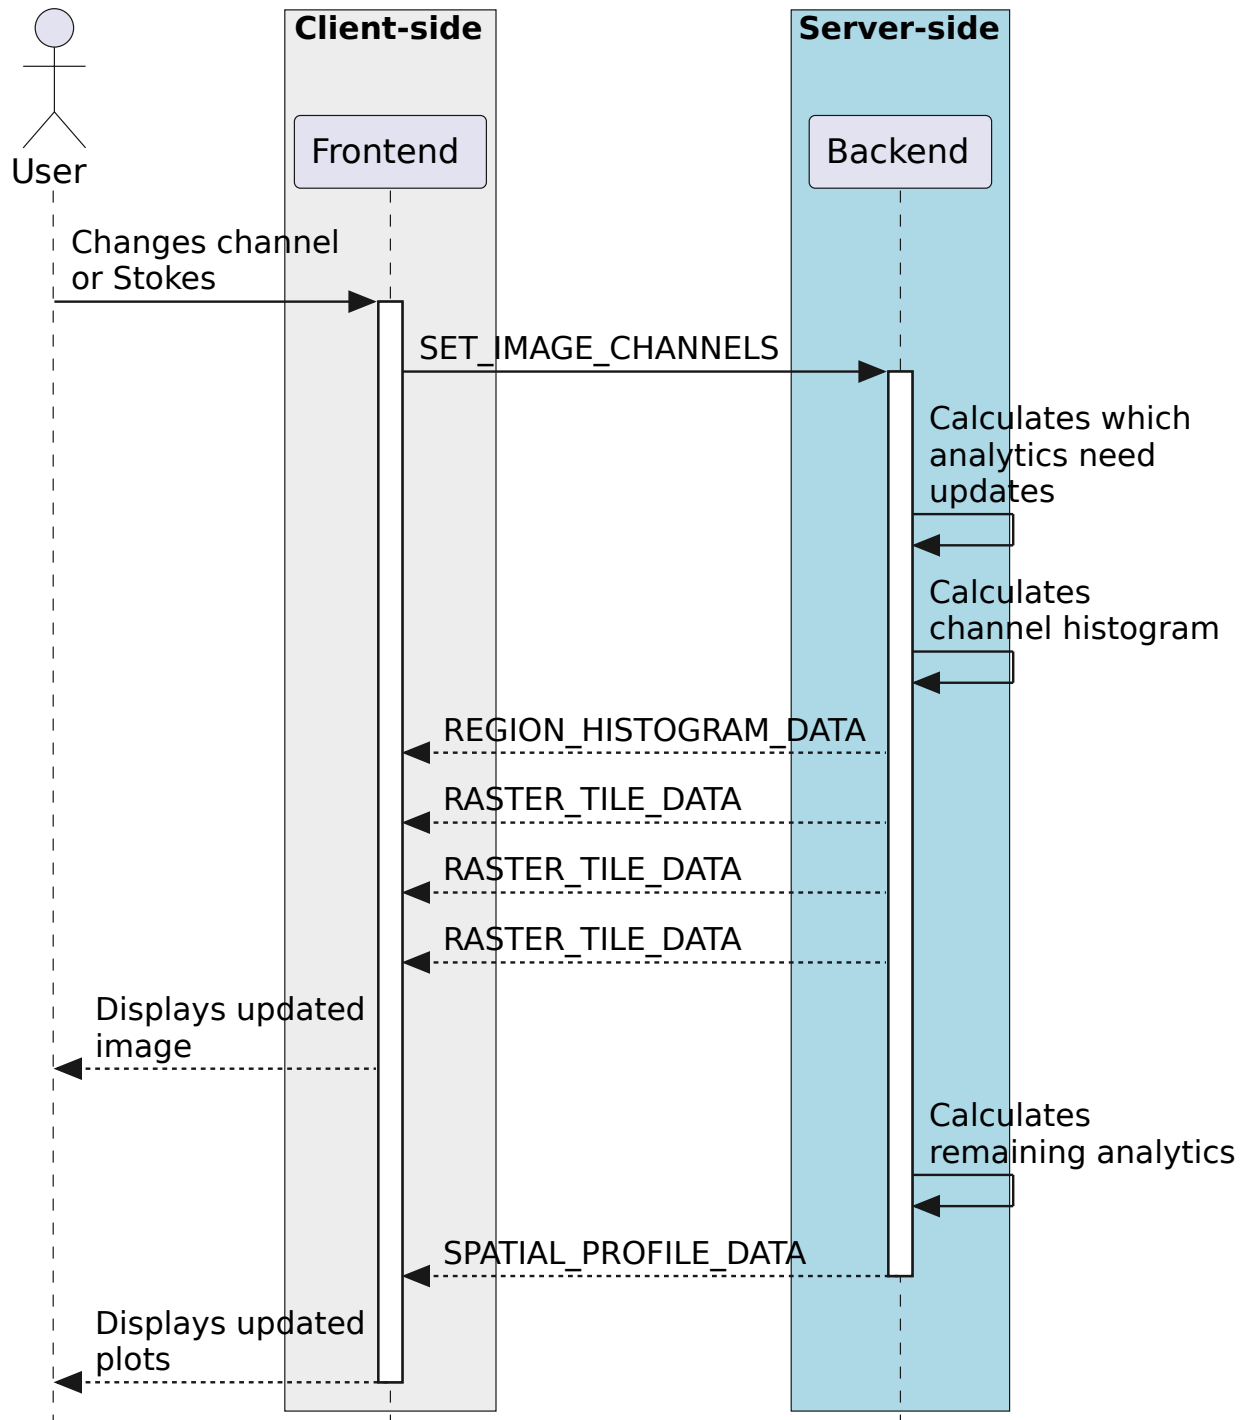 Client-side
Server-side
Frontend
Backend
User
Changes channel
or Stokes
SET_IMAGE_CHANNELS
Calculates which
analytics need
updates
Calculates
channel histogram
REGION_HISTOGRAM_DATA
RASTER_TILE_DATA
RASTER_TILE_DATA
RASTER_TILE_DATA
Displays updated
image
Calculates
remaining analytics
SPATIAL_PROFILE_DATA
Displays updated
plots